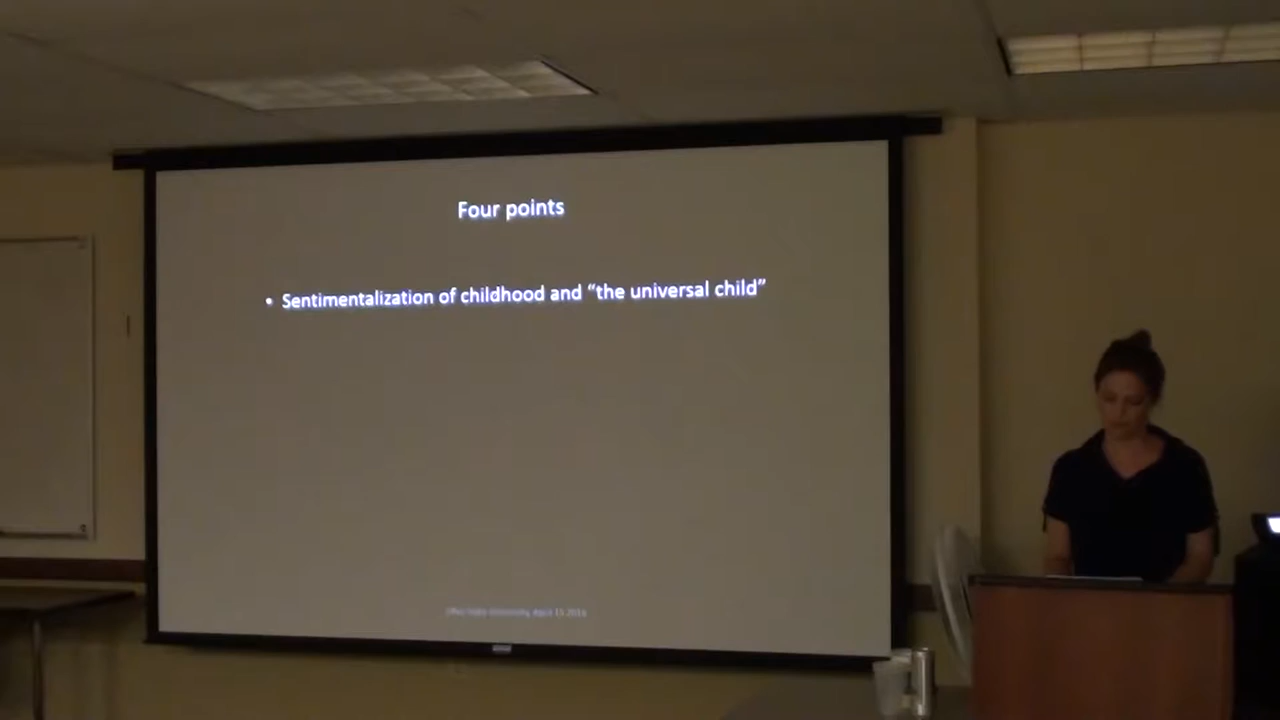 Four points
• Sentimentalization of childhood and “the universal child”